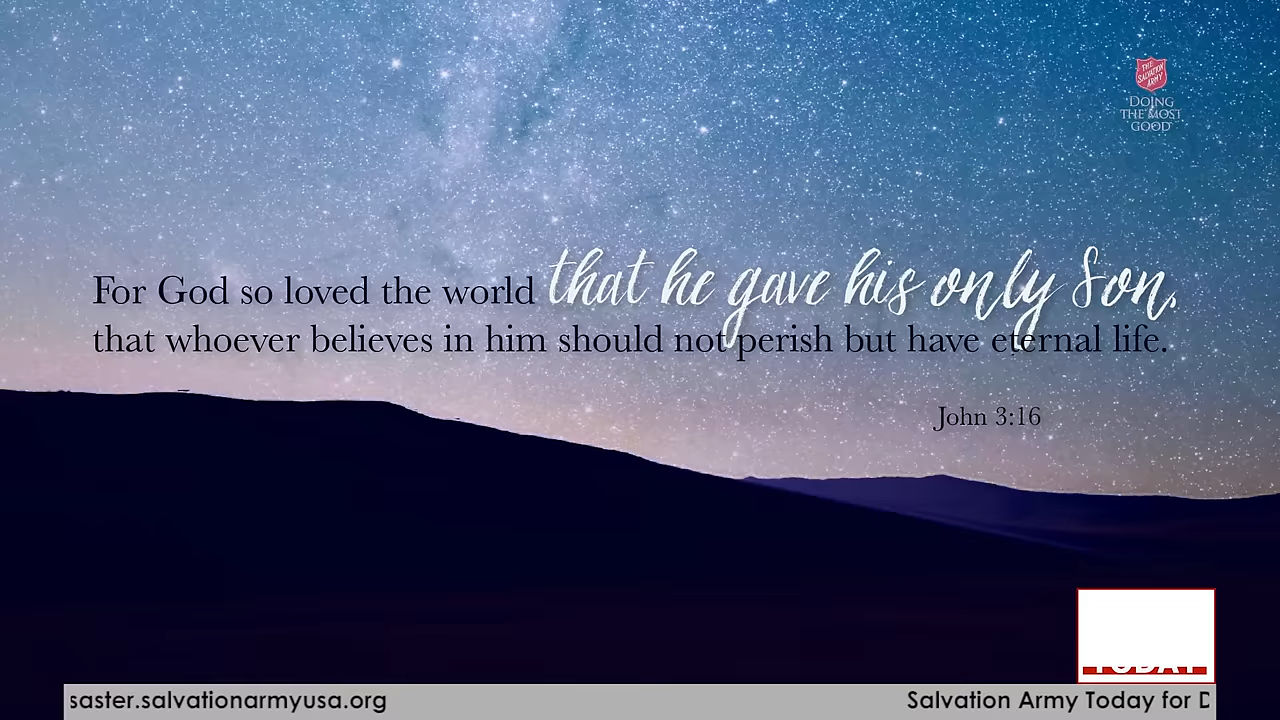 THE
SALVATION
ARMY
DOING
THE MOST
GOOD
For God so loved the world that he gave his only Son,
that whoever believes in him should not perish but have eternal life.
John 3:16
TODAY
saster.salvationarmyusa.org Salvation Army Today for D